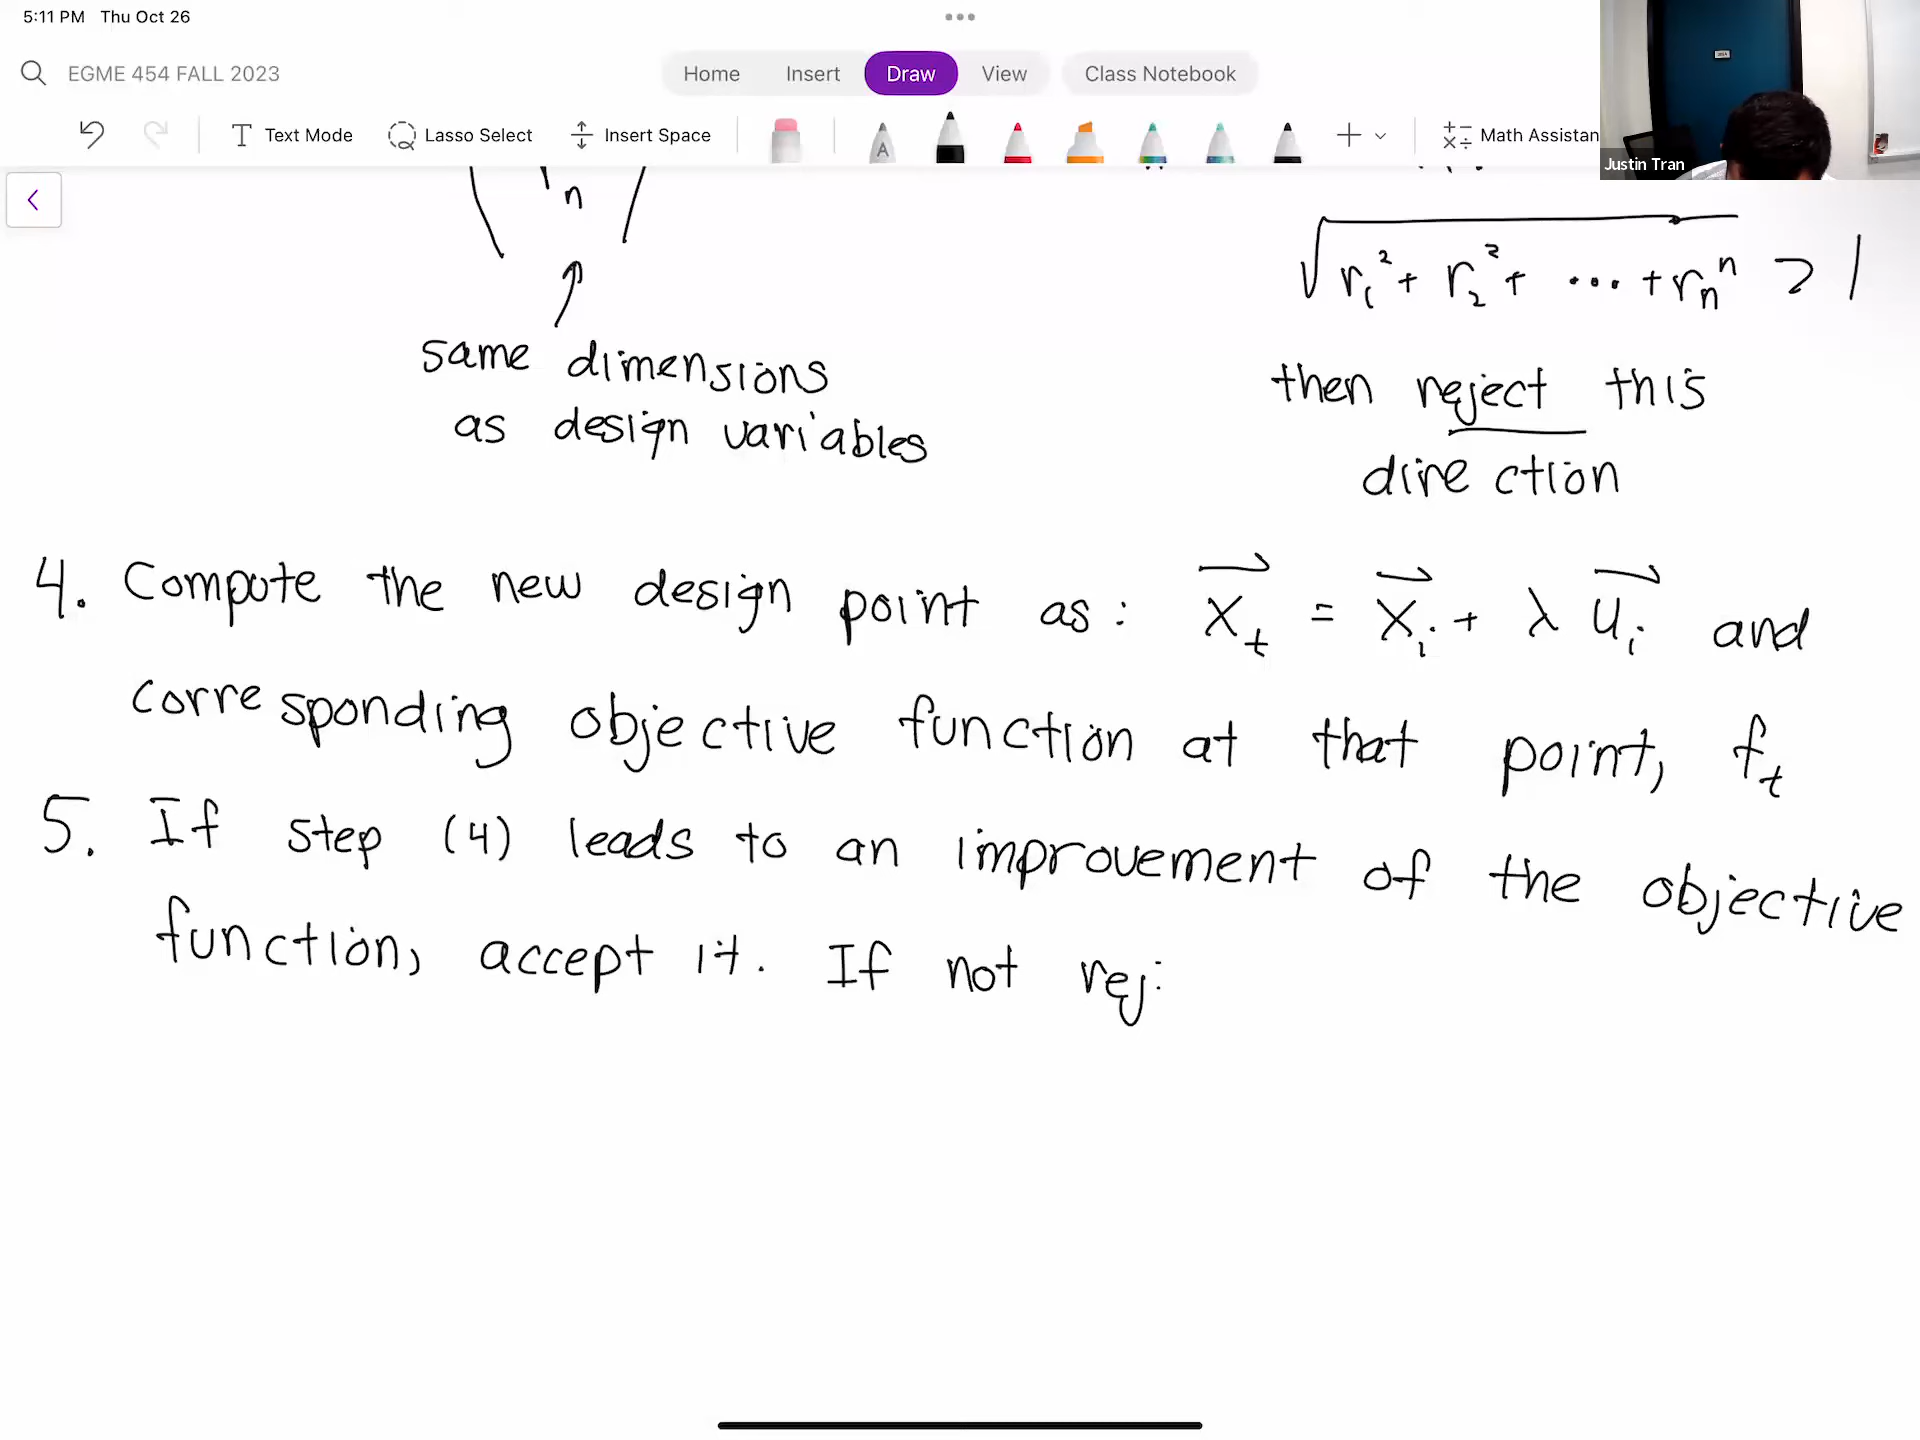 5:11 PM Thu Oct 26
EGME 454 FALL 2023
Home Insert Draw View Class Notebook
Text Mode Lasso Select Insert Space Math Assistan
Justin Tran
n
√r₁² + r₂² + ... + rₙⁿ > 1
same dimensions
as design variables
then reject this
direction
4. Compute the new design point as: X⃗ₜ = X⃗ᵢ + λ u⃗ᵢ and
corresponding objective function at that point, fₜ
5. If step (4) leads to an improvement of the objective
function, accept it. If not rej